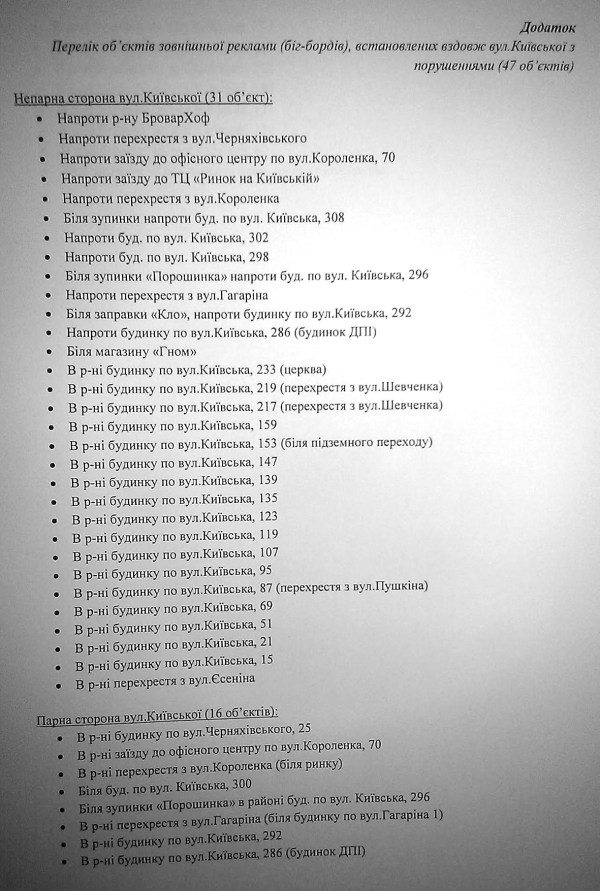 Додаток
Перелік об’єктів зовнішньої реклами (біг-бордів), встановлених вздовж вул.Київської з
порушеннями (47 об’єктів)
Непарна сторона вул.Київської (31 об’єкт):
• Напроти р-ну БроварХоф
• Напроти перехрестя з вул.Черняхівського
• Напроти заїзду до офісного центру по вул.Короленка, 70
• Напроти заїзду до ТЦ «Ринок на Київській»
• Напроти перехрестя з вул.Короленка
• Біля зупинки напроти буд. по вул. Київська, 308
• Напроти буд. по вул. Київська, 302
• Напроти буд. по вул. Київська, 298
• Біля зупинки «Порошинка» напроти буд. по вул. Київська, 296
• Напроти перехрестя з вул.Гагаріна
• Біля заправки «Кло», напроти будинку по вул.Київська, 292
• Напроти будинку по вул.Київська, 286 (будинок ДПІ)
• Біля магазину «Гном»
• В р-ні будинку по вул.Київська, 233 (церква)
• В р-ні будинку по вул.Київська, 219 (перехрестя з вул.Шевченка)
• В р-ні будинку по вул.Київська, 217 (перехрестя з вул.Шевченка)
• В р-ні будинку по вул.Київська, 159
• В р-ні будинку по вул.Київська, 153 (біля підземного переходу)
• В р-ні будинку по вул.Київська, 147
• В р-ні будинку по вул.Київська, 139
• В р-ні будинку по вул.Київська, 135
• В р-ні будинку по вул.Київська, 123
• В р-ні будинку по вул.Київська, 119
• В р-ні будинку по вул.Київська, 107
• В р-ні будинку по вул.Київська, 95
• В р-ні будинку по вул.Київська, 87 (перехрестя з вул.Пушкіна)
• В р-ні будинку по вул.Київська, 69
• В р-ні будинку по вул.Київська, 51
• В р-ні будинку по вул.Київська, 21
• В р-ні будинку по вул.Київська, 15
• В р-ні перехрестя з вул.Єсеніна
Парна сторона вул.Київської (16 об’єктів):
• В р-ні будинку по вул.Черняхівського, 25
• В р-ні заїзду до офісного центру по вул.Короленка, 70
• В р-ні перехрестя з вул.Короленка (біля ринку)
• Біля буд. по вул. Київська, 300
• Біля зупинки «Порошинка» в районі буд. по вул. Київська, 296
• В р-ні перехрестя з вул.Гагаріна (біля будинку по вул.Гагаріна 1)
• В р-ні будинку по вул.Київська, 292
• В р-ні будинку по вул.Київська, 286 (будинок ДПІ)